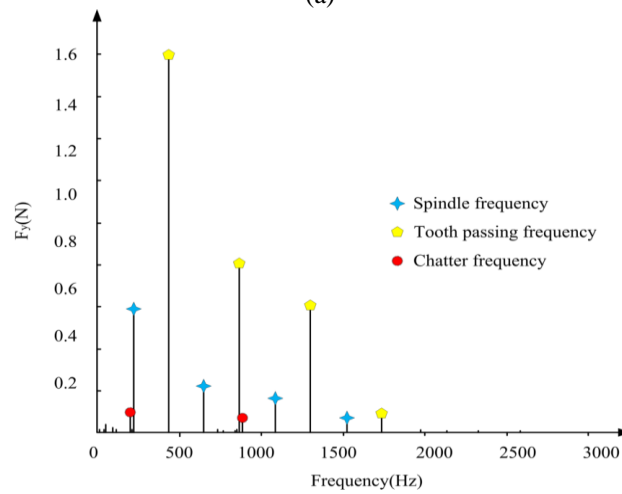 (a)
1.6
1.4
1.2
1.0
0.8
0.6
0.4
0.2
Fy(N)
Spindle frequency
Tooth passing frequency
Chatter frequency
0 500 1000 1500 2000 2500 3000
Frequency(Hz)